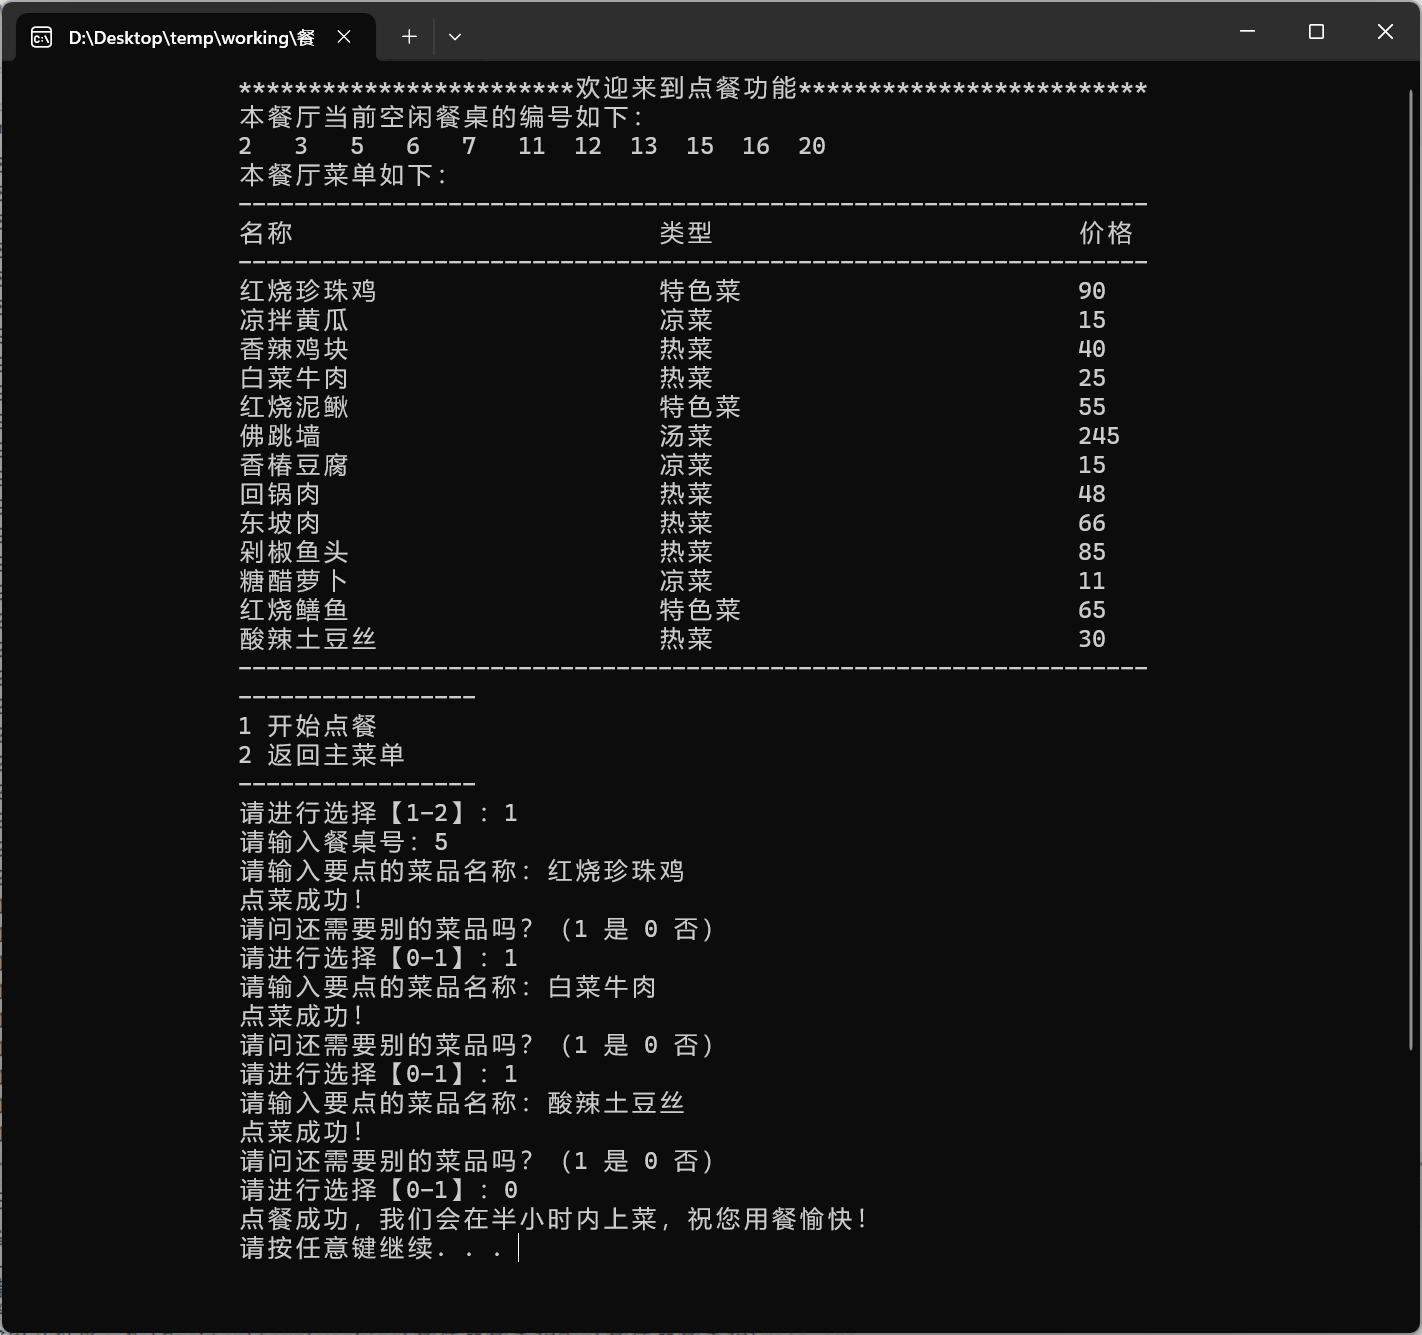 D:\Desktop\temp\working\餐
************************欢迎来到点餐功能*************************
本餐厅当前空闲餐桌的编号如下：
2 3 5 6 7 11 12 13 15 16 20
本餐厅菜单如下：
-----------------------------------------------------------------
名称 类型 价格
-----------------------------------------------------------------
红烧珍珠鸡 特色菜 90
凉拌黄瓜 凉菜 15
香辣鸡块 热菜 40
白菜牛肉 热菜 25
红烧泥鳅 特色菜 55
佛跳墙 汤菜 245
香椿豆腐 凉菜 15
回锅肉 热菜 48
东坡肉 热菜 66
剁椒鱼头 热菜 85
糖醋萝卜 凉菜 11
红烧鳝鱼 特色菜 65
酸辣土豆丝 热菜 30
-----------------------------------------------------------------
-----------------
1 开始点餐
2 返回主菜单
-----------------
请进行选择【1-2】：1
请输入餐桌号：5
请输入要点的菜品名称：红烧珍珠鸡
点菜成功！
请问还需要别的菜品吗？（1 是 0 否）
请进行选择【0-1】：1
请输入要点的菜品名称：白菜牛肉
点菜成功！
请问还需要别的菜品吗？（1 是 0 否）
请进行选择【0-1】：1
请输入要点的菜品名称：酸辣土豆丝
点菜成功！
请问还需要别的菜品吗？（1 是 0 否）
请进行选择【0-1】：0
点餐成功，我们会在半小时内上菜，祝您用餐愉快！
请按任意键继续. . .